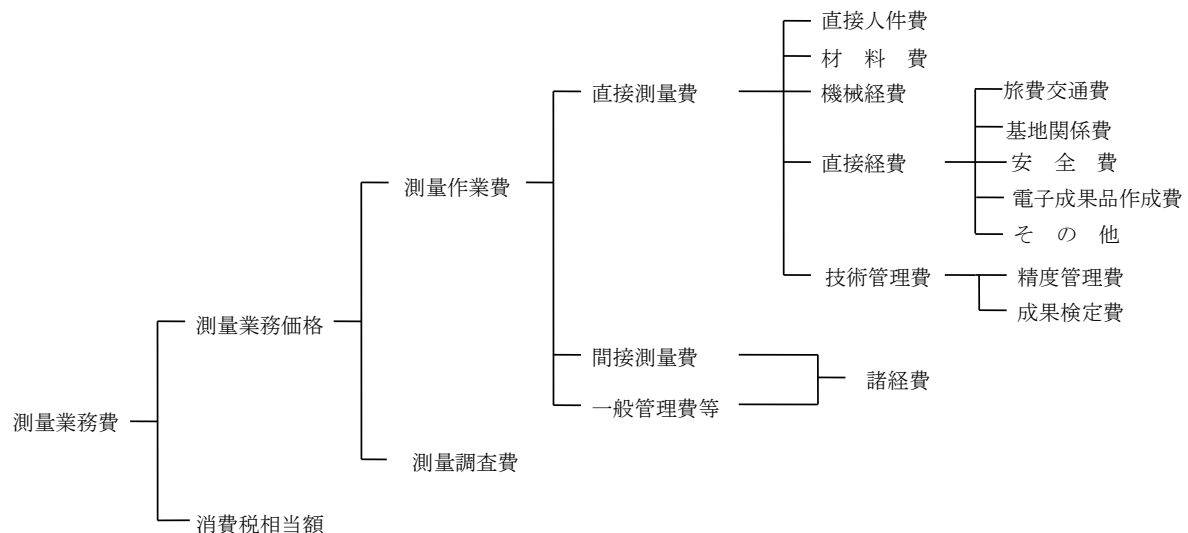 直接人件費
材　料　費
直接測量費
機械経費
旅費交通費
基地関係費
測量作業費
直接経費
安　全　費
電子成果品作成費
そ　の　他
技術管理費
精度管理費
成果検定費
測量業務価格
間接測量費
諸経費
一般管理費等
測量業務費
測量調査費
消費税相当額